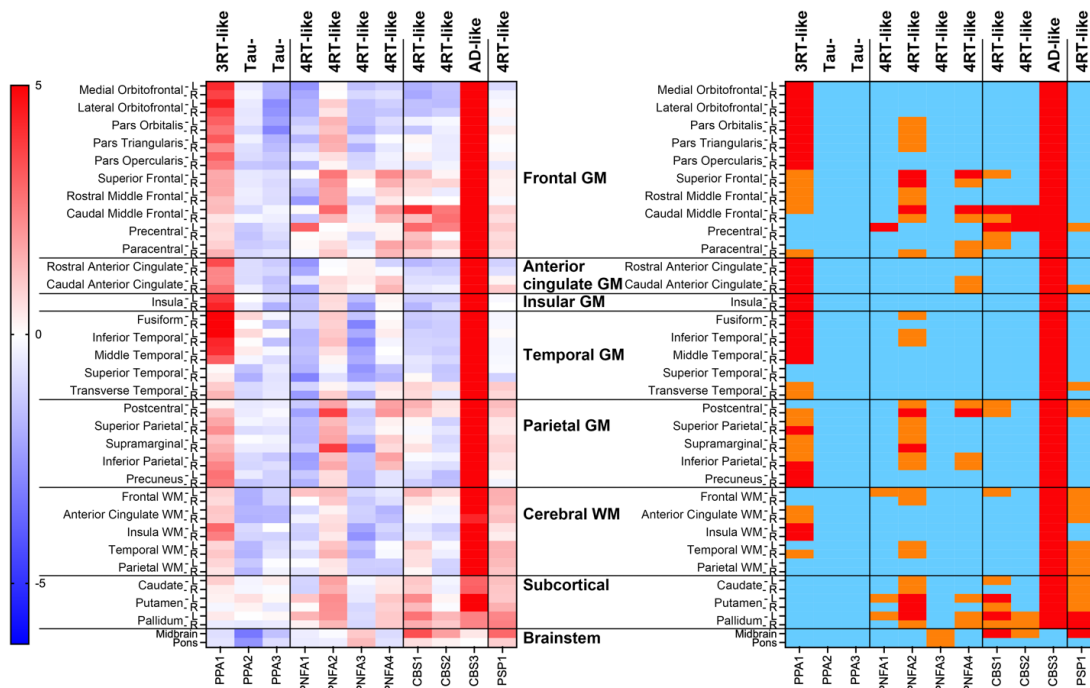 3RT-like Tau- Tau- 4RT-like 4RT-like 4RT-like 4RT-like 4RT-like 4RT-like AD-like 4RT-like
5
0
-5
Medial Orbitofrontal L
R
Lateral Orbitofrontal L
R
Pars Orbitalis L
R
Pars Triangularis L
R
Pars Opercularis L
R
Superior Frontal L
R
Rostral Middle Frontal L
R
Caudal Middle Frontal L
R
Precentral L
R
Paracentral L
R
Rostral Anterior Cingulate L
R
Caudal Anterior Cingulate L
R
Insula L
R
Fusiform L
R
Inferior Temporal L
R
Middle Temporal L
R
Superior Temporal L
R
Transverse Temporal L
R
Postcentral L
R
Superior Parietal L
R
Supramarginal L
R
Inferior Parietal L
R
Precuneus L
R
Frontal WM L
R
Anterior Cingulate WM L
R
Insula WM L
R
Temporal WM L
R
Parietal WM L
R
Caudate L
R
Putamen L
R
Pallidum L
R
Midbrain
Pons
PPA1 PPA2 PPA3 PNFA1 PNFA2 PNFA3 PNFA4 CBS1 CBS2 CBS3 PSP1
Frontal GM
Anterior
cingulate GM
Insular GM
Temporal GM
Parietal GM
Cerebral WM
Subcortical
Brainstem
3RT-like Tau- Tau- 4RT-like 4RT-like 4RT-like 4RT-like 4RT-like 4RT-like AD-like 4RT-like
Medial Orbitofrontal L
R
Lateral Orbitofrontal L
R
Pars Orbitalis L
R
Pars Triangularis L
R
Pars Opercularis L
R
Superior Frontal L
R
Rostral Middle Frontal L
R
Caudal Middle Frontal L
R
Precentral L
R
Paracentral L
R
Rostral Anterior Cingulate L
R
Caudal Anterior Cingulate L
R
Insula L
R
Fusiform L
R
Inferior Temporal L
R
Middle Temporal L
R
Superior Temporal L
R
Transverse Temporal L
R
Postcentral L
R
Superior Parietal L
R
Supramarginal L
R
Inferior Parietal L
R
Precuneus L
R
Frontal WM L
R
Anterior Cingulate WM L
R
Insula WM L
R
Temporal WM L
R
Parietal WM L
R
Caudate L
R
Putamen L
R
Pallidum L
R
Midbrain
Pons
PPA1 PPA2 PPA3 PNFA1 PNFA2 PNFA3 PNFA4 CBS1 CBS2 CBS3 PSP1